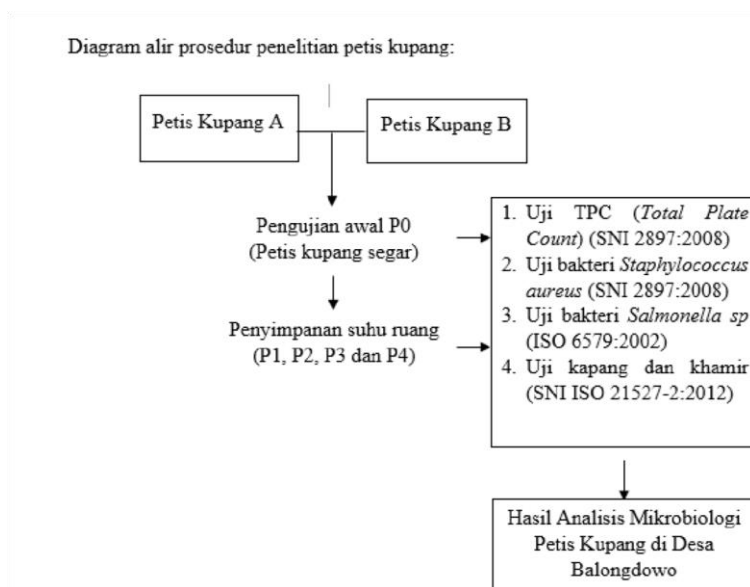 Diagram alir prosedur penelitian petis kupang:
Petis Kupang A
Petis Kupang B
Pengujian awal P0
(Petis kupang segar)
Penyimpanan suhu ruang
(P1, P2, P3 dan P4)
1. Uji TPC (Total Plate
Count) (SNI 2897:2008)
2. Uji bakteri Staphylococcus
aureus (SNI 2897:2008)
3. Uji bakteri Salmonella sp
(ISO 6579:2002)
4. Uji kapang dan khamir
(SNI ISO 21527-2:2012)
Hasil Analisis Mikrobiologi
Petis Kupang di Desa
Balongdowo